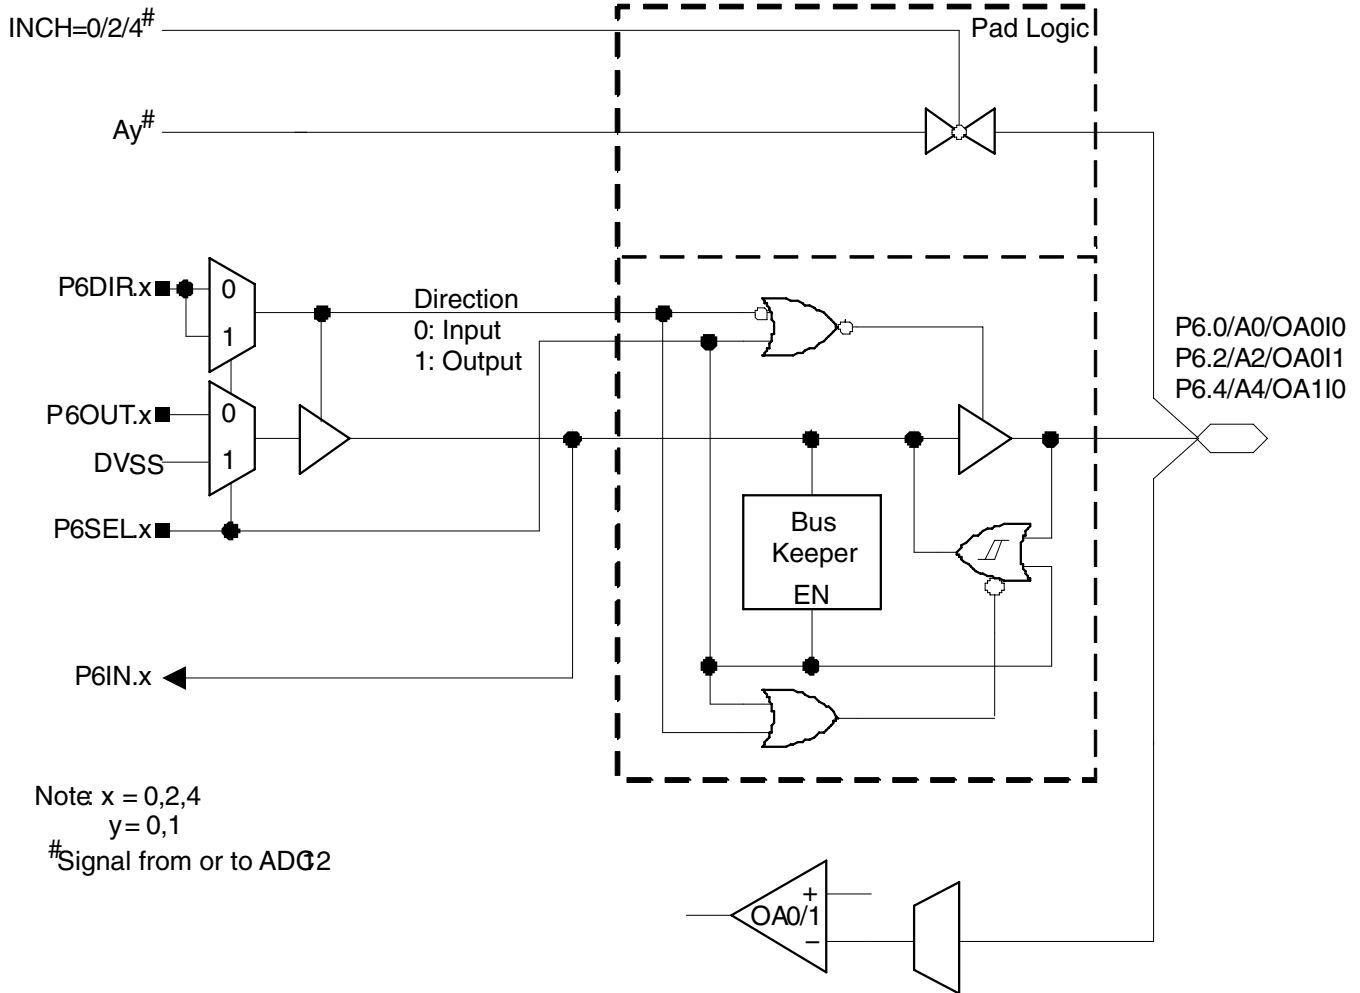 INCH=0/2/4#
Pad Logic
Ay#
P6DIR.x
0
1
Direction
0: Input
1: Output
P6.0/A0/OA0I0
P6.2/A2/OA0I1
P6.4/A4/OA1I0
P6OUT.x
0
DVSS
1
P6SEL.x
Bus
Keeper
EN
P6IN.x
Note: x = 0,2,4
y = 0,1
#Signal from or to ADC12
+
OA0/1
−